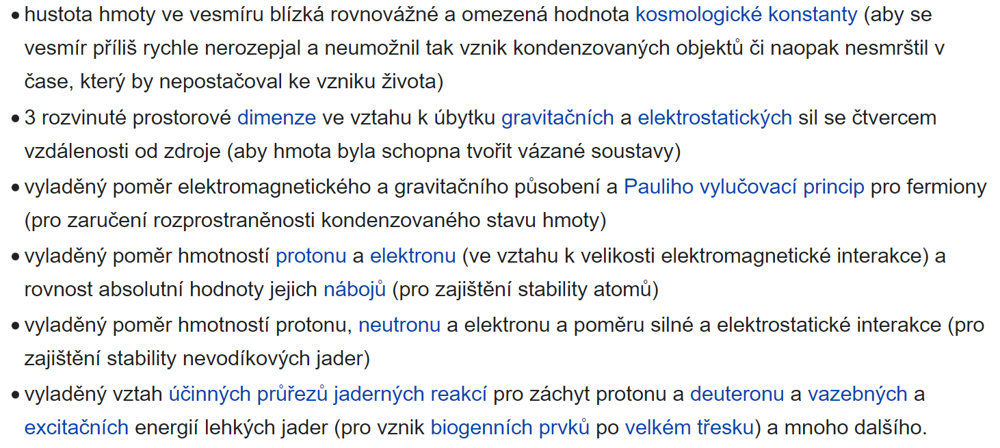 • hustota hmoty ve vesmíru blízká rovnovážné a omezená hodnota kosmologické konstanty (aby se
vesmír příliš rychle nerozepjal a neumožnil tak vznik kondenzovaných objektů či naopak nesmrštil v
čase, který by nepostačoval ke vzniku života)
• 3 rozvinuté prostorové dimenze ve vztahu k úbytku gravitačních a elektrostatických sil se čtvercem
vzdálenosti od zdroje (aby hmota byla schopna tvořit vázané soustavy)
• vyladěný poměr elektromagnetického a gravitačního působení a Pauliho vylučovací princip pro fermiony
(pro zaručení rozprostraněnosti kondenzovaného stavu hmoty)
• vyladěný poměr hmotností protonu a elektronu (ve vztahu k velikosti elektromagnetické interakce) a
rovnost absolutní hodnoty jejich nábojů (pro zajištění stability atomů)
• vyladěný poměr hmotností protonu, neutronu a elektronu a poměru silné a elektrostatické interakce (pro
zajištění stability nevodíkových jader)
• vyladěný vztah účinných průřezů jaderných reakcí pro záchyt protonu a deuteronu a vazebných a
excitačních energií lehkých jader (pro vznik biogenních prvků po velkém třesku) a mnoho dalšího.